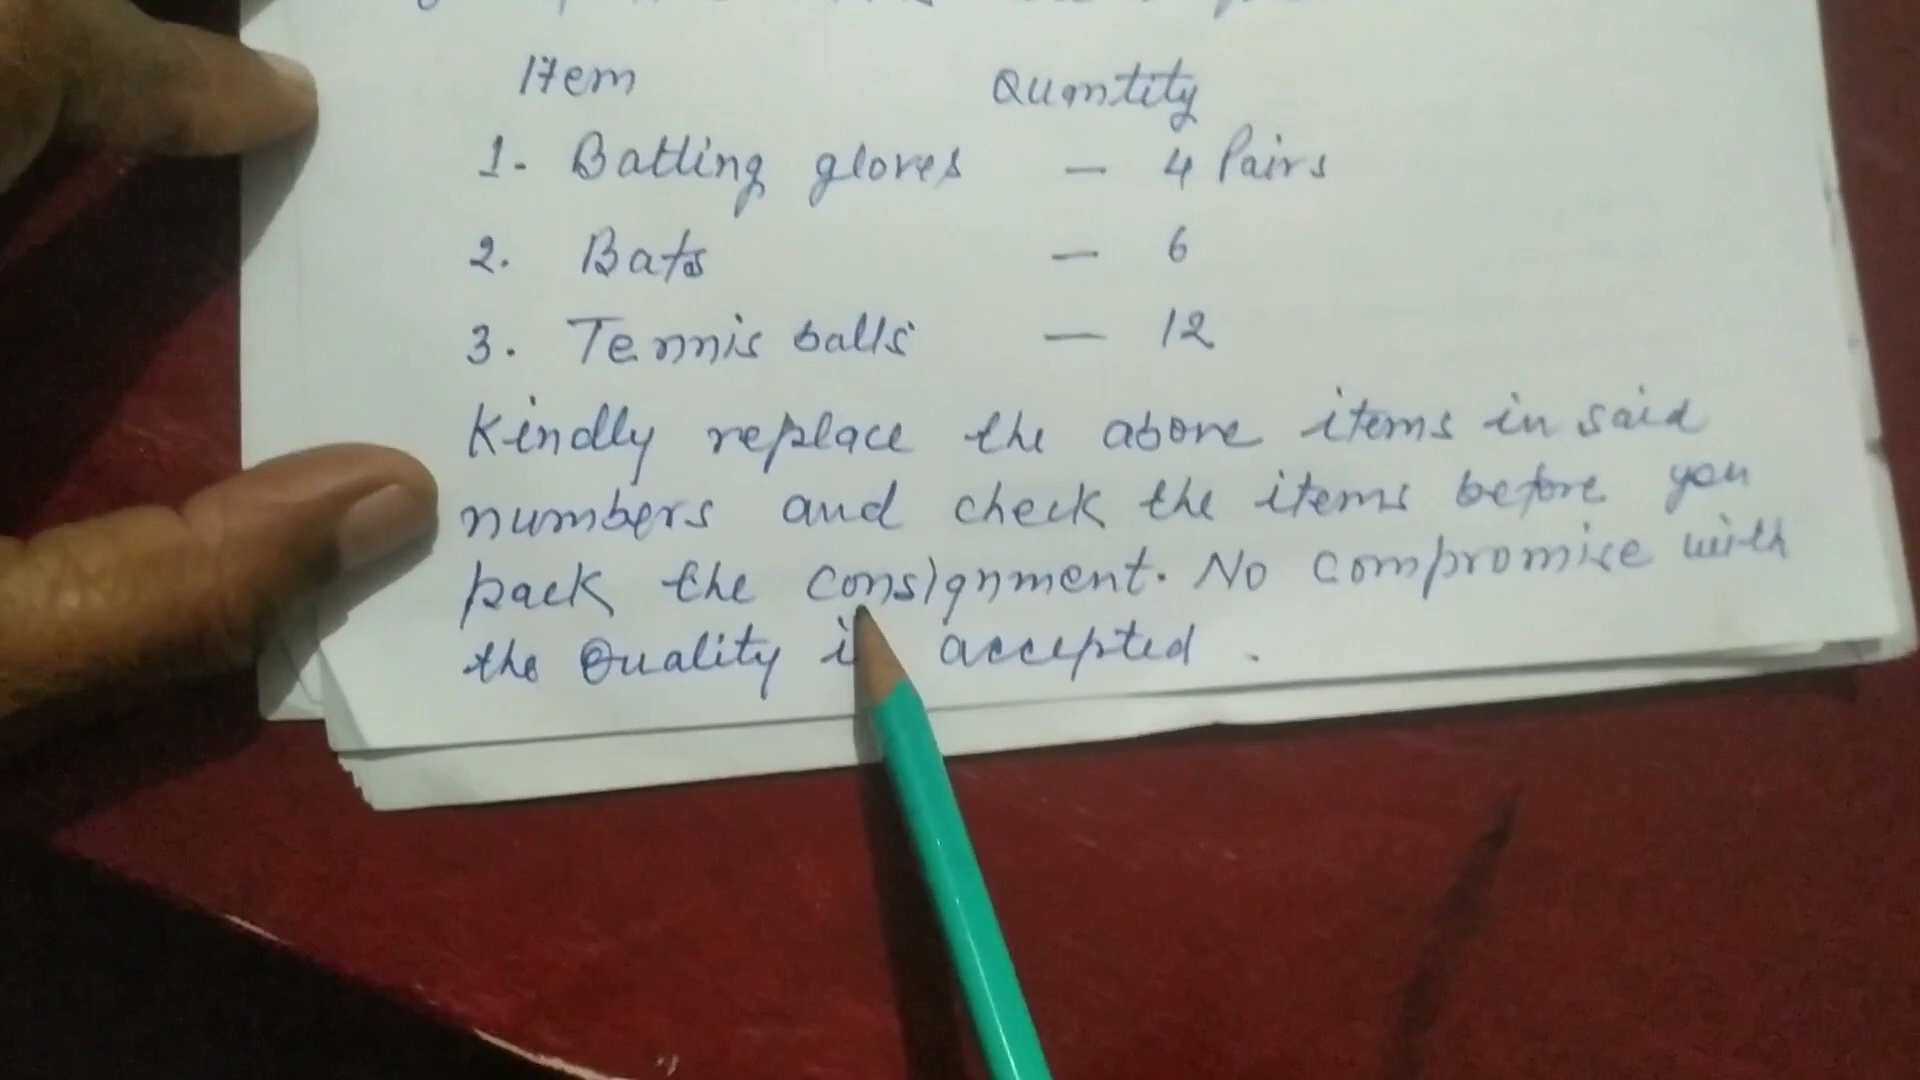 Item Quantity
1- Batting gloves — 4 Pairs
2. Bats — 6
3. Tennis balls — 12
Kindly replace the above items in said
numbers and check the items before you
pack the consignment. No compromise with
the Quality is accepted.